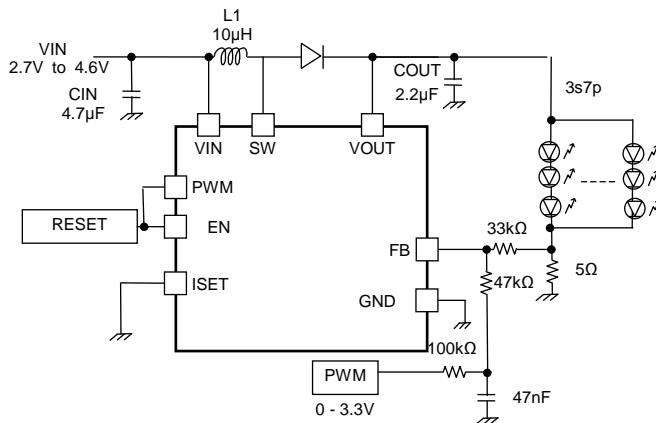 L1
10μH
VIN
2.7V to 4.6V
CIN
4.7μF
COUT
2.2μF
3s7p
VIN
SW
VOUT
PWM
RESET
EN
FB
33kΩ
47kΩ
5Ω
ISET
GND
100kΩ
PWM
0 - 3.3V
47nF